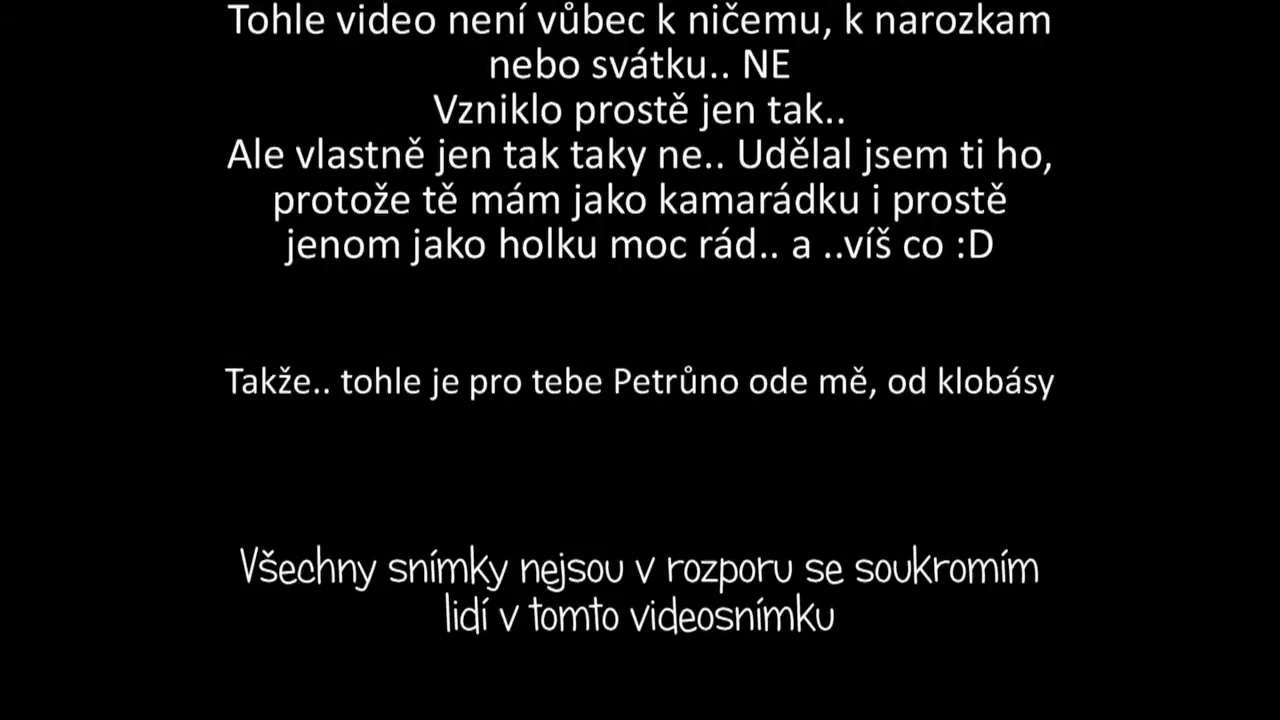 Tohle video není vůbec k ničemu, k narozkam
nebo svátku.. NE
Vzniklo prostě jen tak..
Ale vlastně jen tak taky ne.. Udělal jsem ti ho,
protože tě mám jako kamarádku i prostě
jenom jako holku moc rád.. a ..víš co :D
Takže.. tohle je pro tebe Petrůno ode mě, od klobásy
Všechny snímky nejsou v rozporu se soukromím
lidí v tomto videosnímku